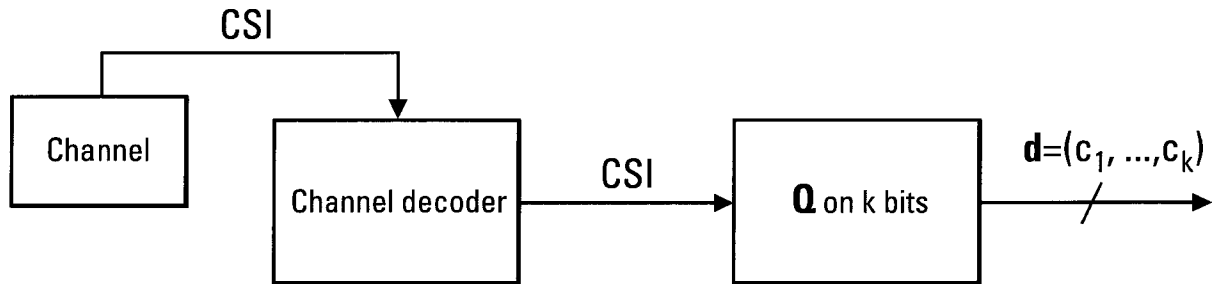 CSI
Channel
Channel decoder
CSI
Q on k bits
d=(c₁, ...,cₖ)